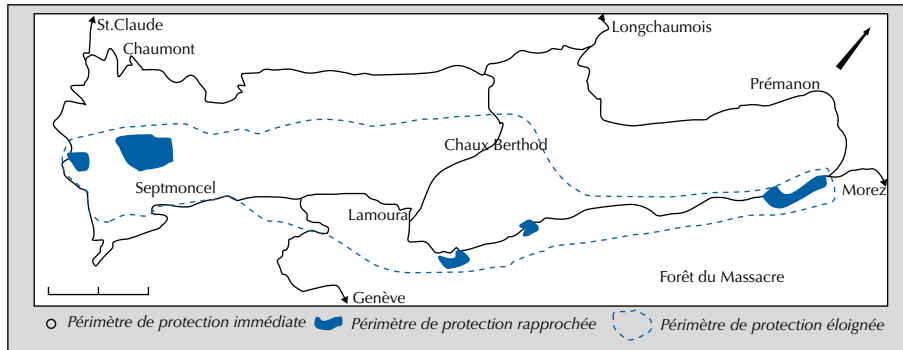 St.Claude
Longchaumois
Chaumont
Prémanon
Chaux Berthod
Septmoncel
Morez
Lamoura
Forêt du Massacre
Genève
Périmètre de protection immédiate
Périmètre de protection rapprochée
Périmètre de protection éloignée